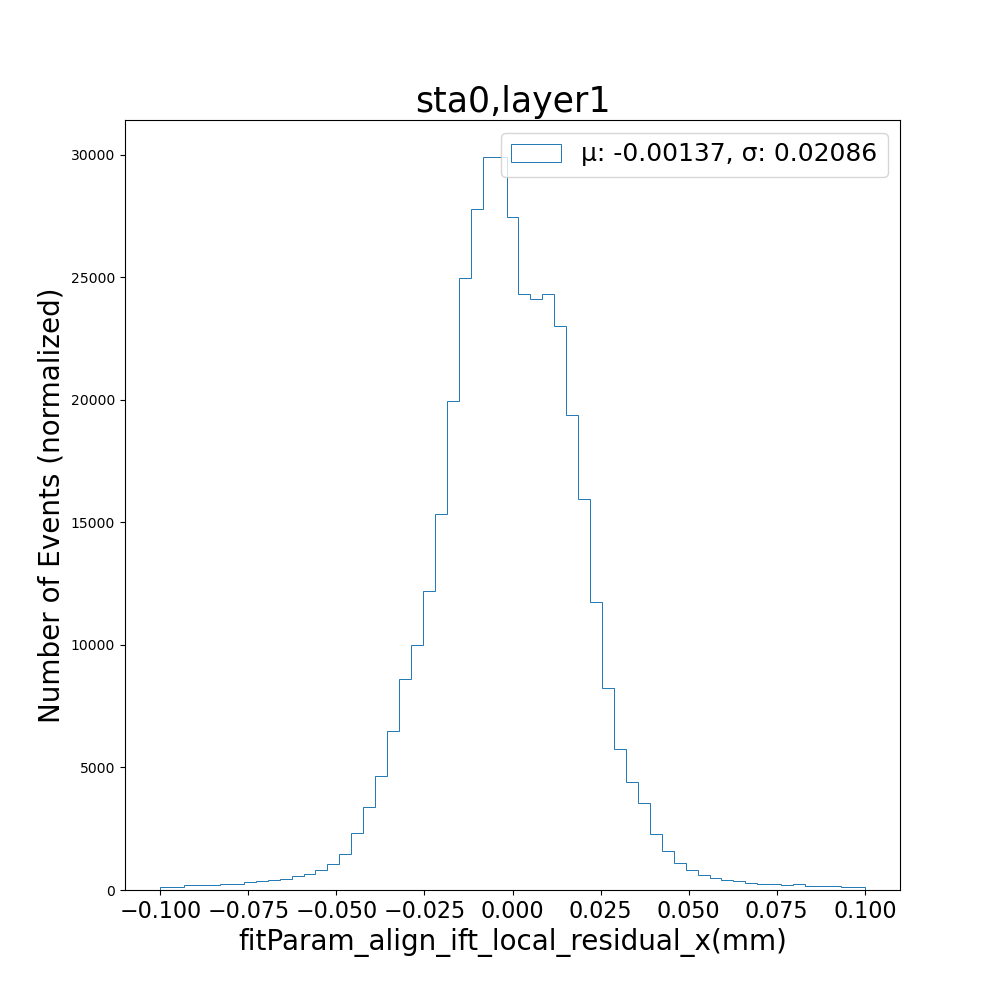 sta0,layer1
μ: -0.00137, σ: 0.02086
30000
25000
20000
15000
10000
5000
0
Number of Events (normalized)
−0.100 −0.075 −0.050 −0.025 0.000 0.025 0.050 0.075 0.100
fitParam_align_ift_local_residual_x(mm)